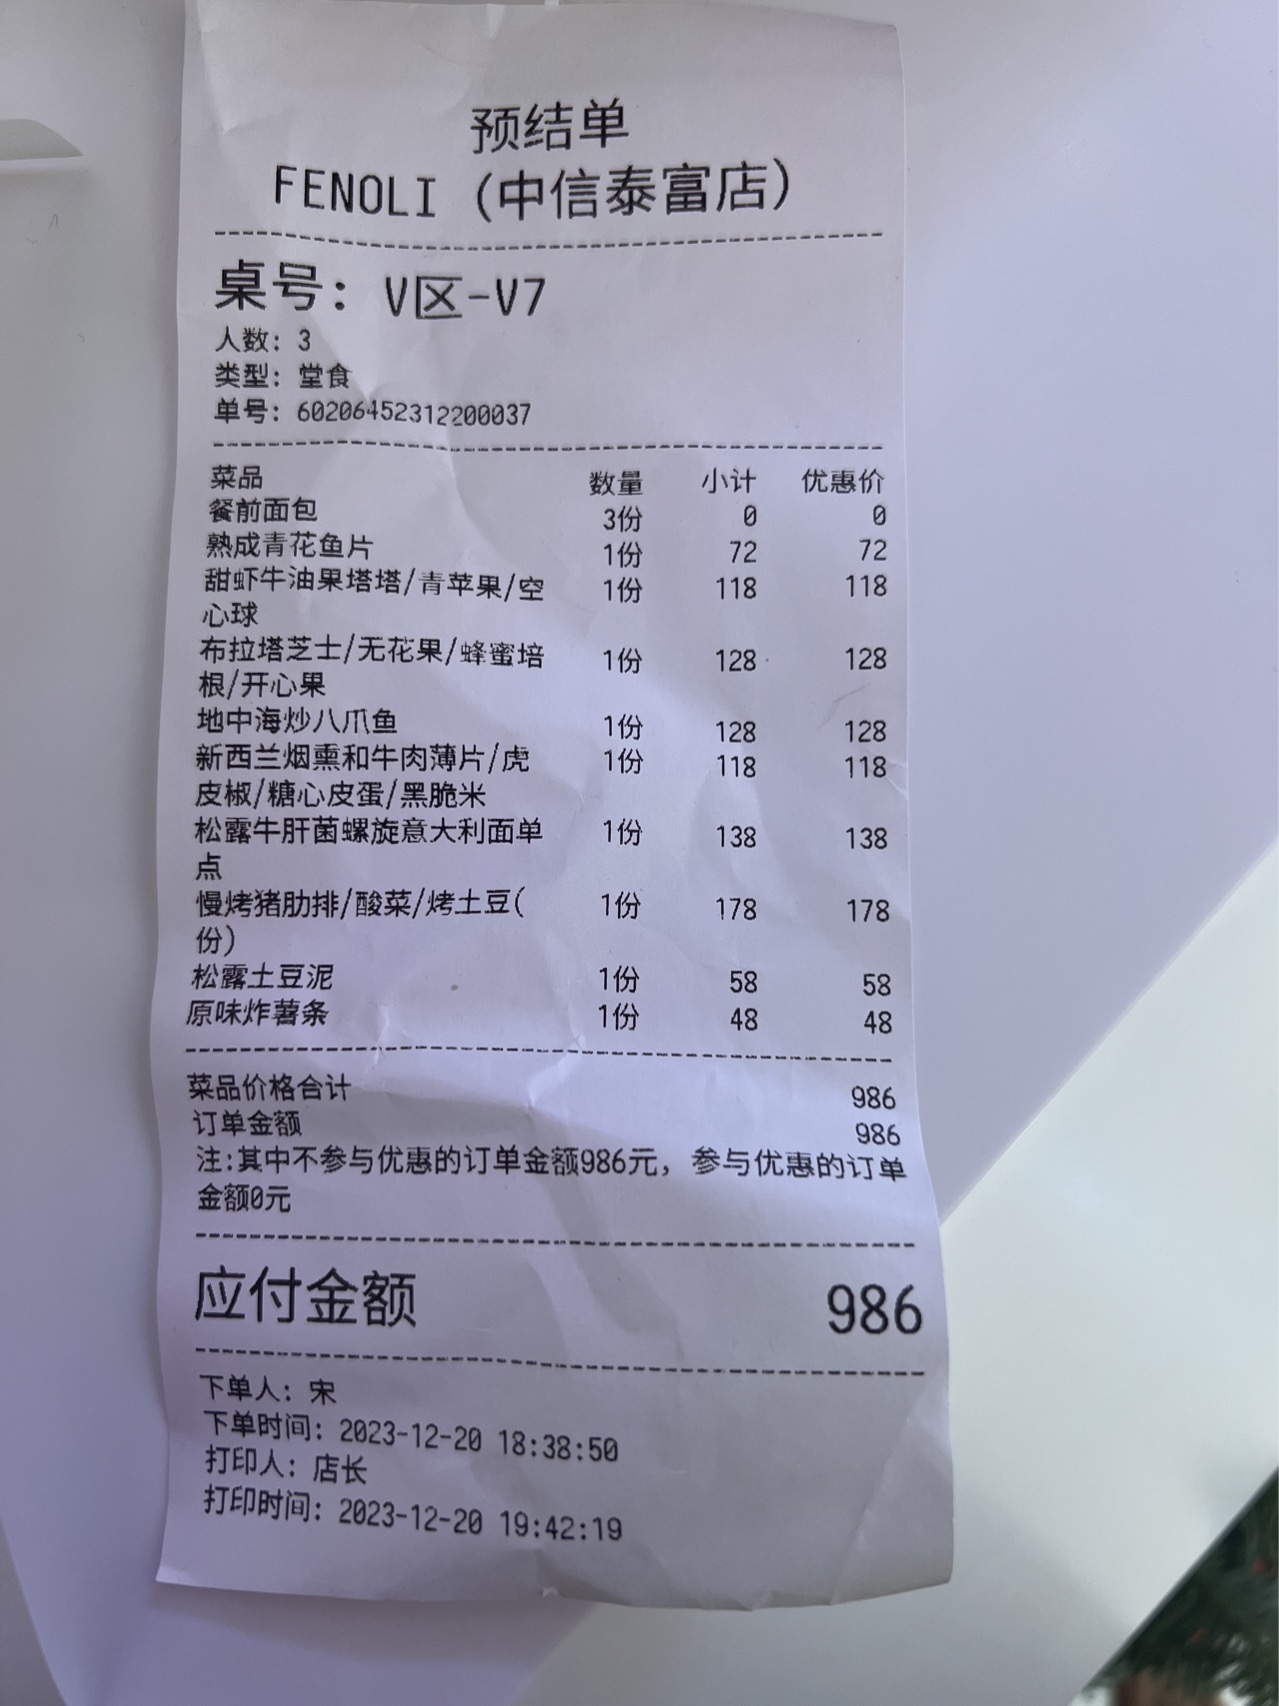 预结单
FENOLI (中信泰富店)
桌号: V区-V7
人数: 3
类型: 堂食
单号: 60206452312200037
菜品 数量 小计 优惠价
餐前面包 3份 0 0
熟成青花鱼片 1份 72 72
甜虾牛油果塔塔/青苹果/空 1份 118 118
心球
布拉塔芝士/无花果/蜂蜜培 1份 128 128
根/开心果
地中海炒八爪鱼 1份 128 128
新西兰烟熏和牛肉薄片/虎 1份 118 118
皮椒/糖心皮蛋/黑脆米
松露牛肝菌螺旋意大利面单 1份 138 138
点
慢烤猪肋排/酸菜/烤土豆( 1份 178 178
份)
松露土豆泥 1份 58 58
原味炸薯条 1份 48 48
菜品价格合计 986
订单金额 986
注:其中不参与优惠的订单金额986元, 参与优惠的订单
金额0元
应付金额 986
下单人: 宋
下单时间: 2023-12-20 18:38:50
打印人: 店长
打印时间: 2023-12-20 19:42:19